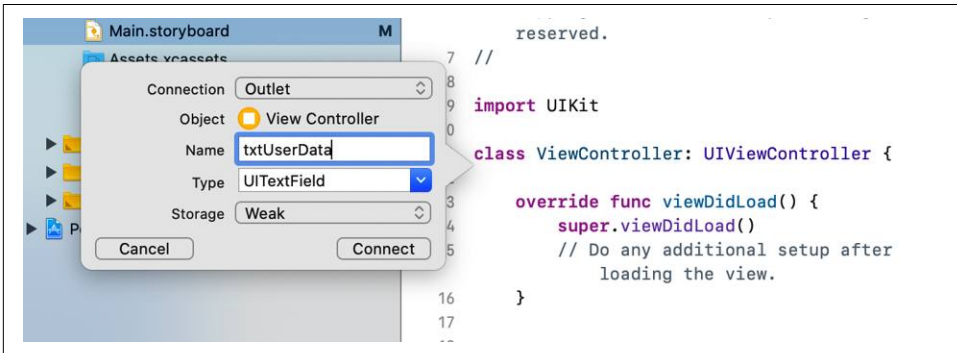 Main.storyboard M
Assets.xcassets
Connection Outlet
Object View Controller
Name txtUserData
Type UITextField
Storage Weak
Cancel Connect
reserved.
7 //
8
9 import UIKit
0
class ViewController: UIViewController {
3 override func viewDidLoad() {
4 super.viewDidLoad()
5 // Do any additional setup after
loading the view.
16 }
17